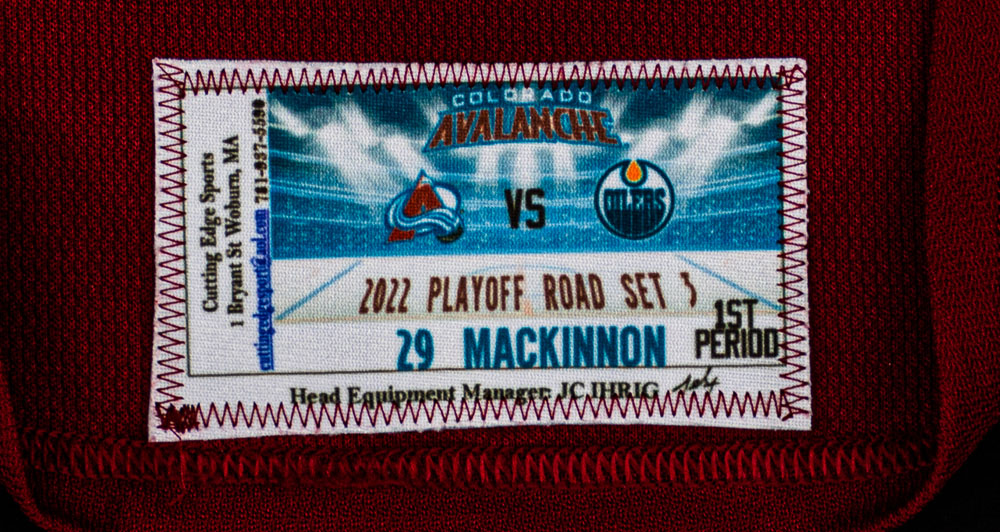 COLORADO
AVALANCHE
VS
OILERS
2022 PLAYOFF ROAD SET 3
29 MACKINNON
1ST
PERIOD
Head Equipment Manager: JC IHRIG
Cutting Edge Sports
1 Bryant St Woburn, MA